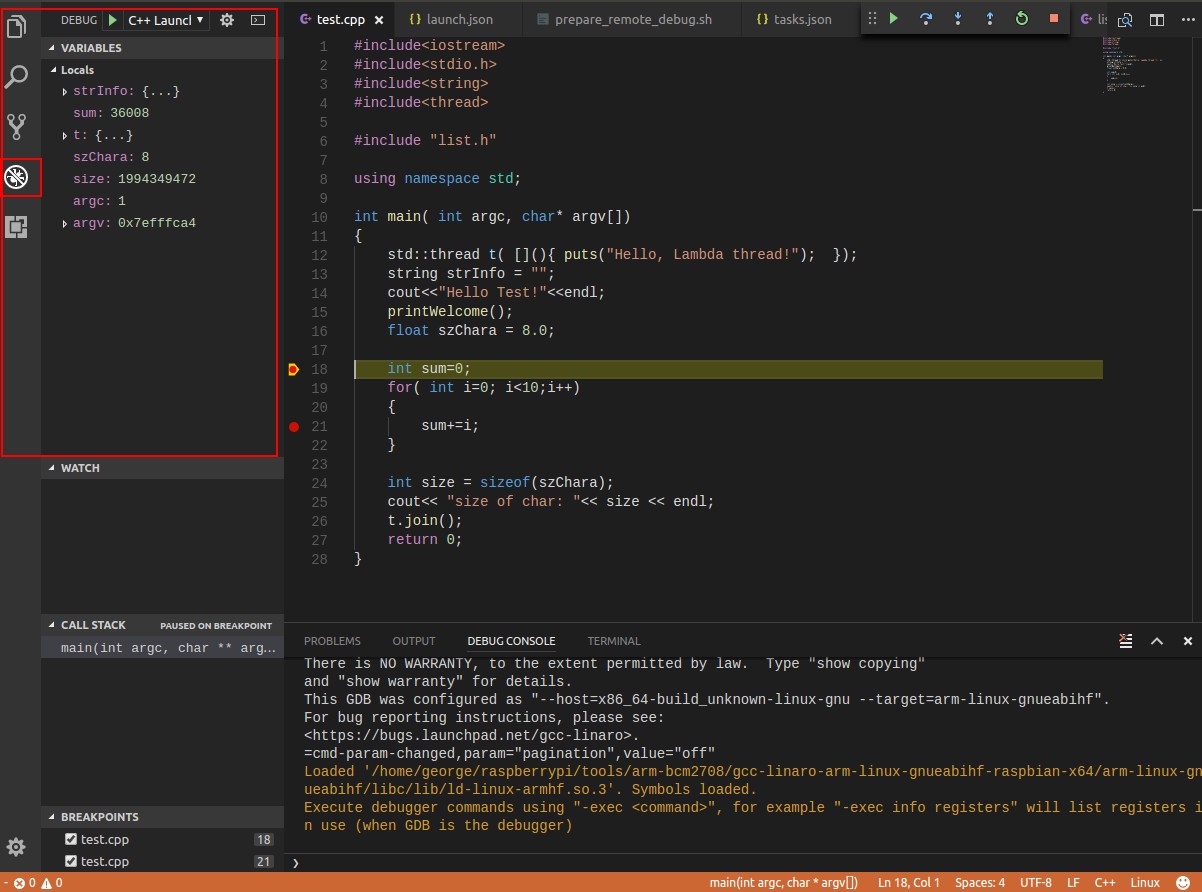 DEBUG C++ Launcl
VARIABLES
Locals
strInfo: {...}
sum: 36008
t: {...}
szChara: 8
size: 1994349472
argc: 1
argv: 0x7efffca4
WATCH
CALL STACK PAUSED ON BREAKPOINT
main(int argc, char ** arg...
BREAKPOINTS
test.cpp 18
test.cpp 21
test.cpp launch.json prepare_remote_debug.sh tasks.json lis
1 #include<iostream>
2 #include<stdio.h>
3 #include<string>
4 #include<thread>
5
6 #include "list.h"
7
8 using namespace std;
9
10 int main( int argc, char* argv[])
11 {
12 std::thread t( [](){ puts("Hello, Lambda thread!");  });
13 string strInfo = "";
14 cout<<"Hello Test!"<<endl;
15 printWelcome();
16 float szChara = 8.0;
17
18 int sum=0;
19 for( int i=0; i<10;i++)
20 {
21 sum+=i;
22 }
23
24 int size = sizeof(szChara);
25 cout<< "size of char: "<< size << endl;
26 t.join();
27 return 0;
28 }
PROBLEMS OUTPUT DEBUG CONSOLE TERMINAL
There is NO WARRANTY, to the extent permitted by law.  Type "show copying"
and "show warranty" for details.
This GDB was configured as "--host=x86_64-build_unknown-linux-gnu --target=arm-linux-gnueabihf".
For bug reporting instructions, please see:
<https://bugs.launchpad.net/gcc-linaro>.
=cmd-param-changed,param="pagination",value="off"
Loaded '/home/george/raspberrypi/tools/arm-bcm2708/gcc-linaro-arm-linux-gnueabihf-raspbian-x64/arm-linux-gn
ueabihf/libc/lib/ld-linux-armhf.so.3'. Symbols loaded.
Execute debugger commands using "-exec <command>", for example "-exec info registers" will list registers i
n use (when GDB is the debugger)
0 0 main(int argc, char * argv[]) Ln 18, Col 1 Spaces: 4 UTF-8 LF C++ Linux